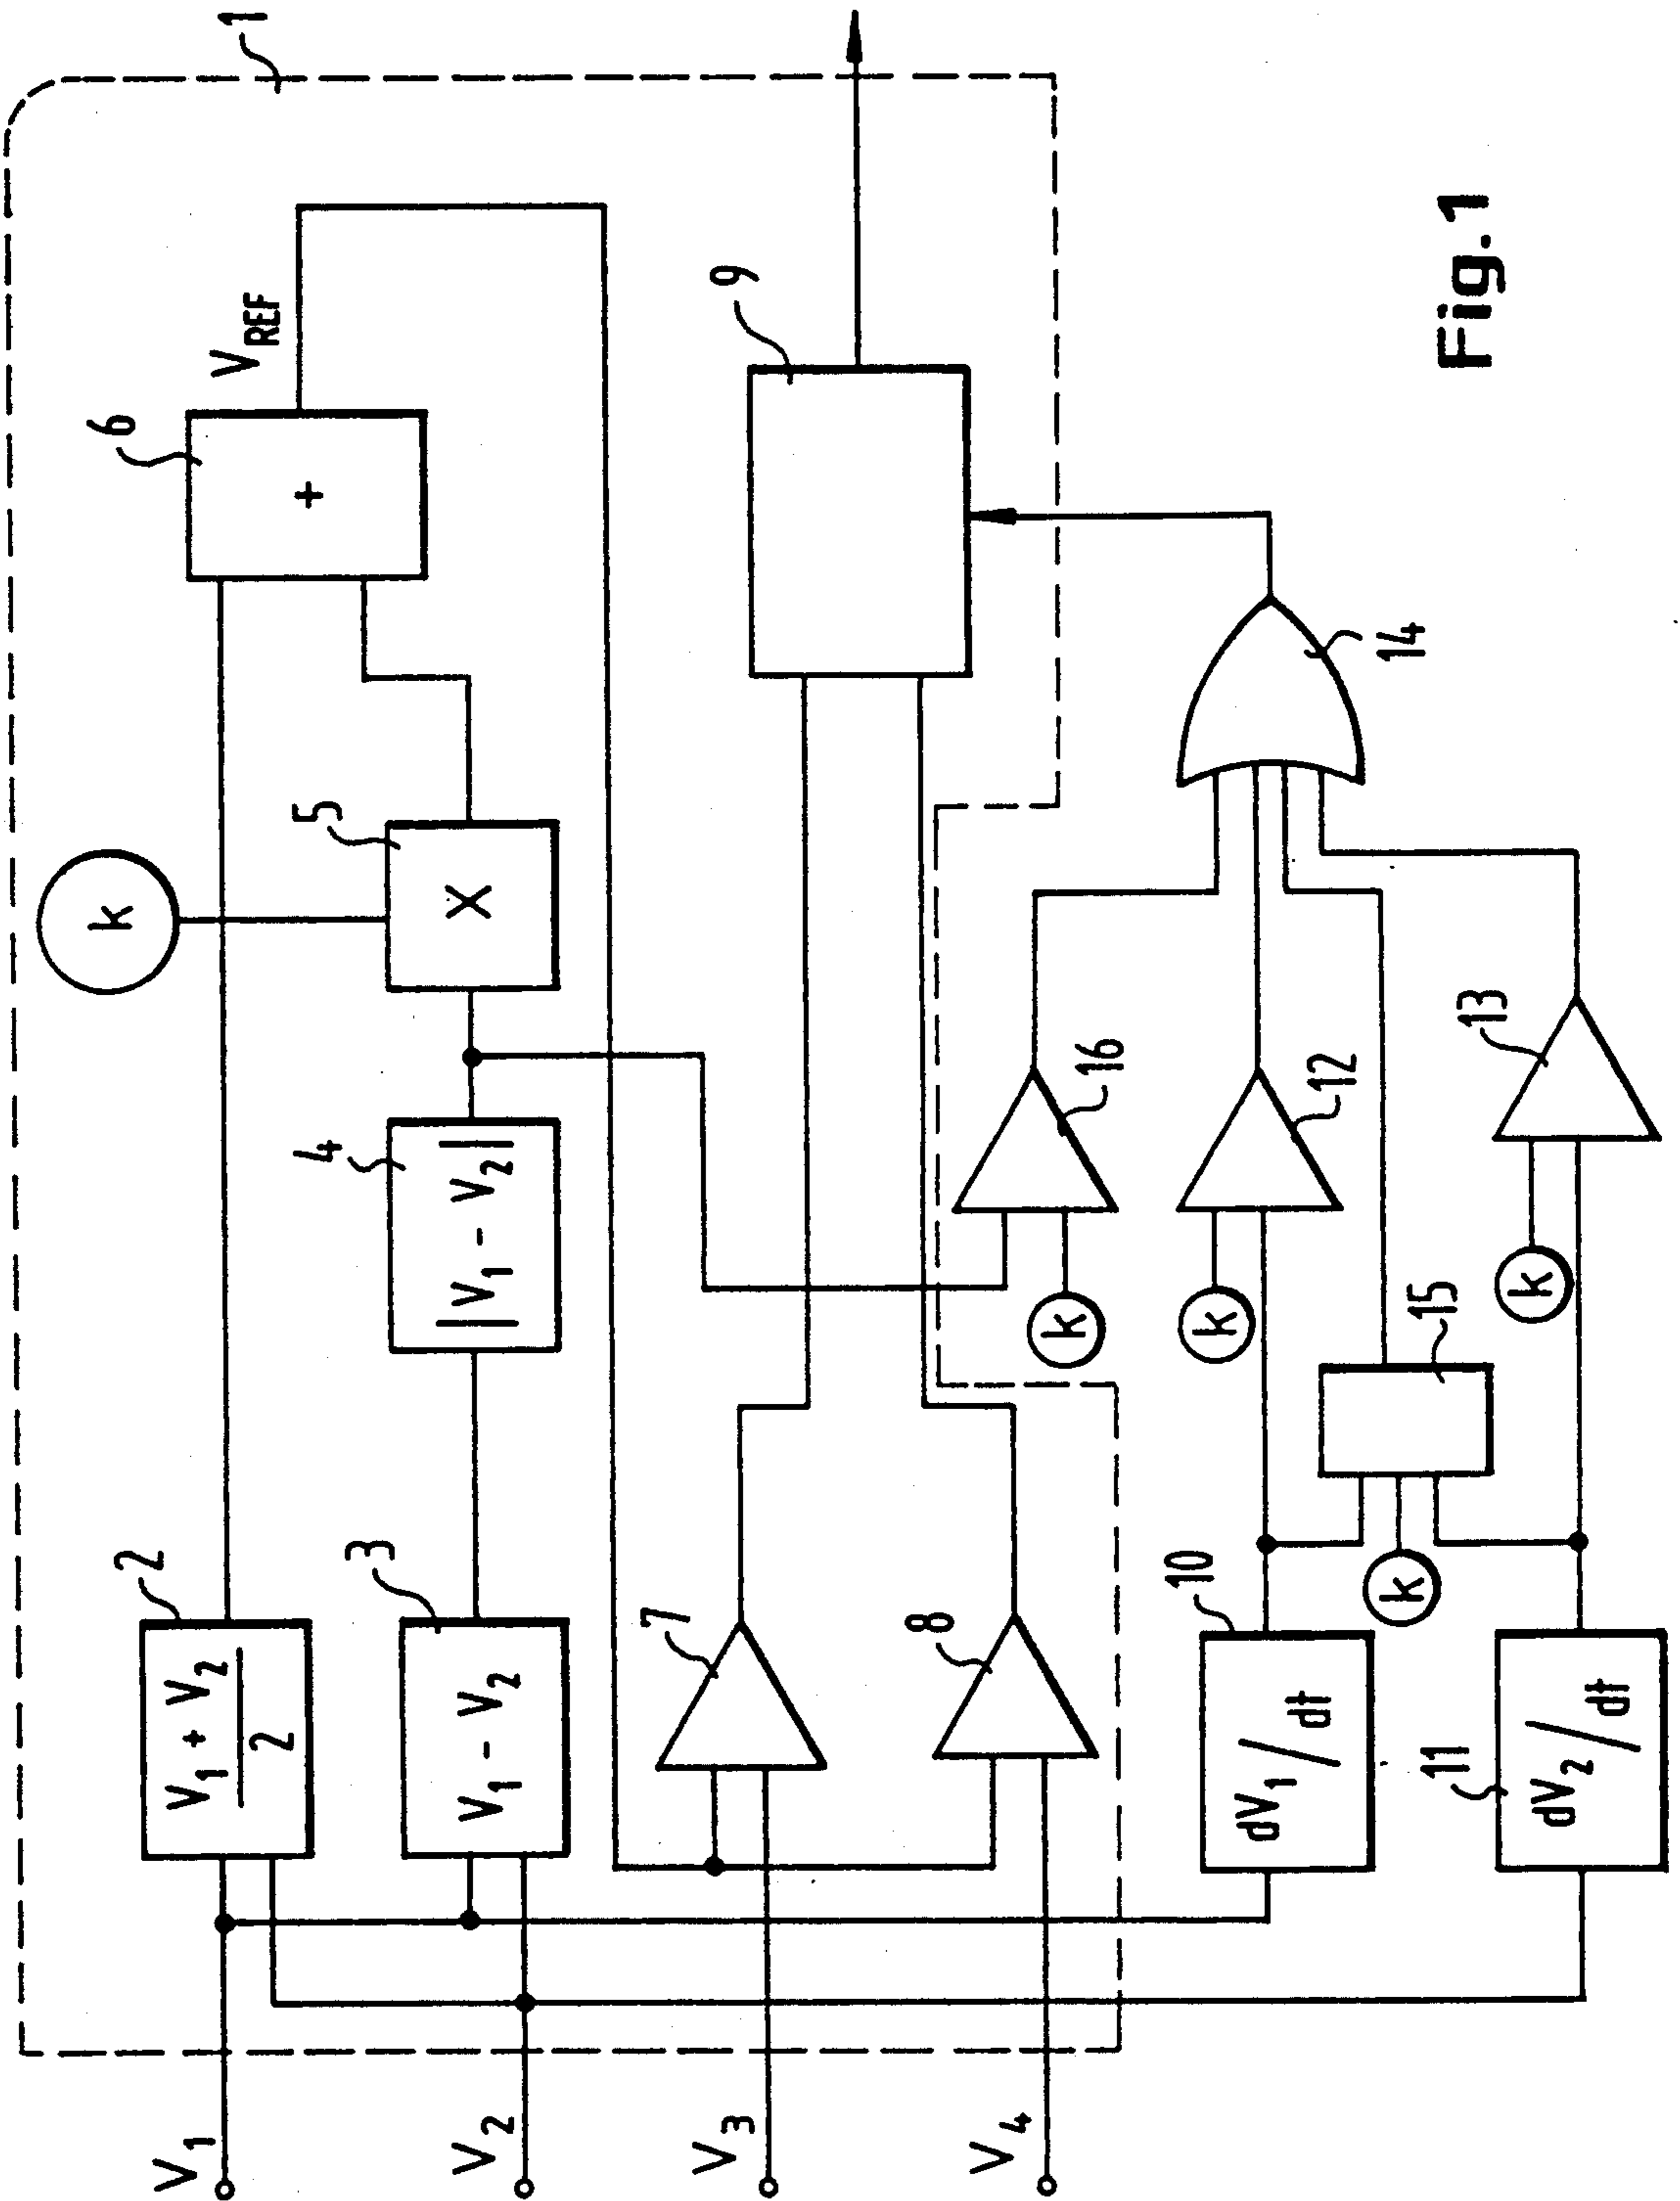 1
k
6
V_REF
5
+
2
V₁ + V₂
2
4
X
3
|V₁ - V₂|
V₁ - V₂
9
7
8
16
k
14
12
k
10
dV₁/dt
15
k
13
k
11
dV₂/dt
V₁
V₂
V₃
V₄
Fig.1